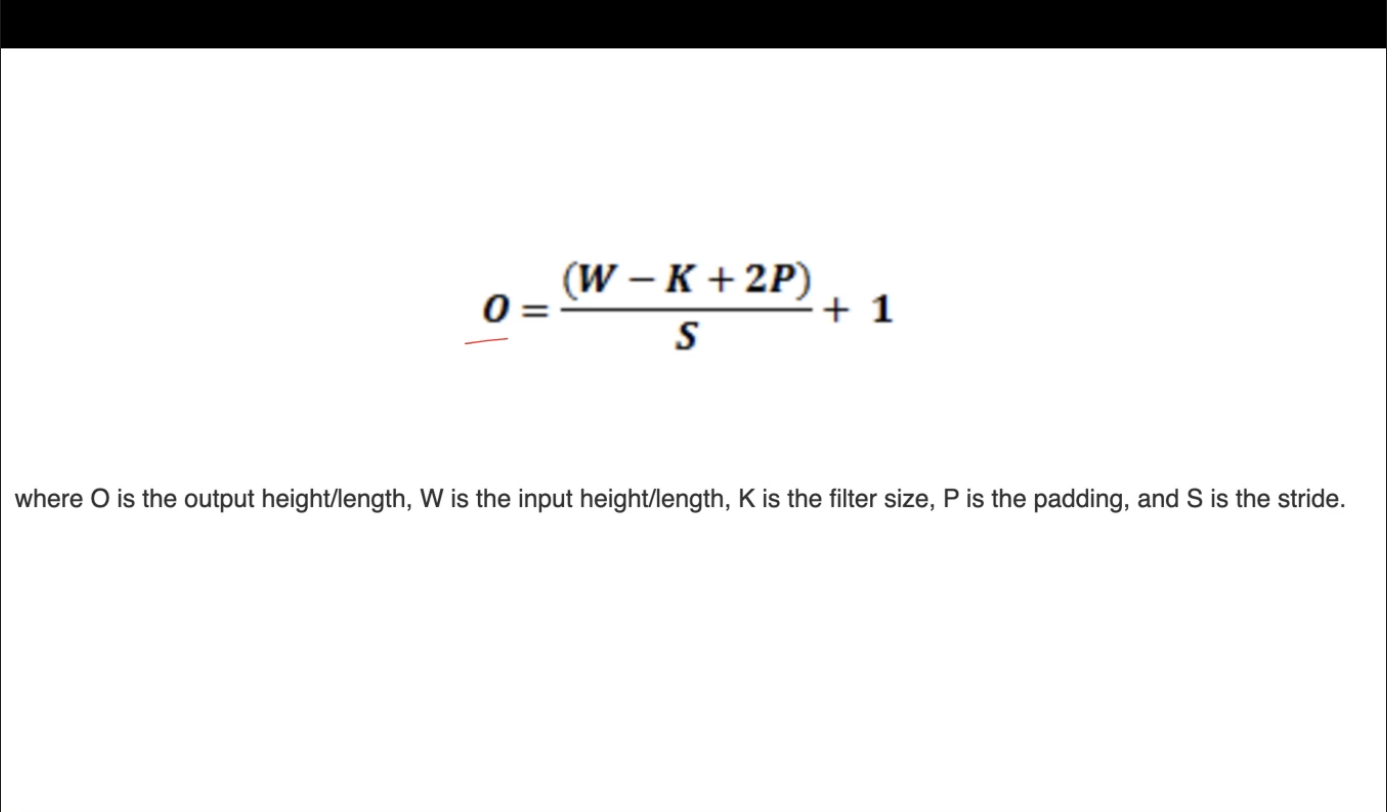 O = (W − K + 2P) / S + 1
where O is the output height/length, W is the input height/length, K is the filter size, P is the padding, and S is the stride.